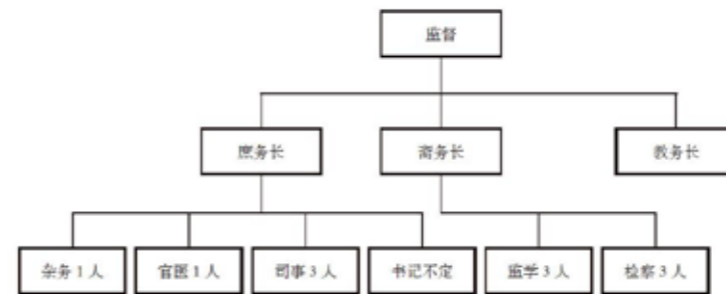 监督
庶务长
斋务长
教务长
杂务1人
官医1人
司事3人
书记不定
监学3人
检察3人